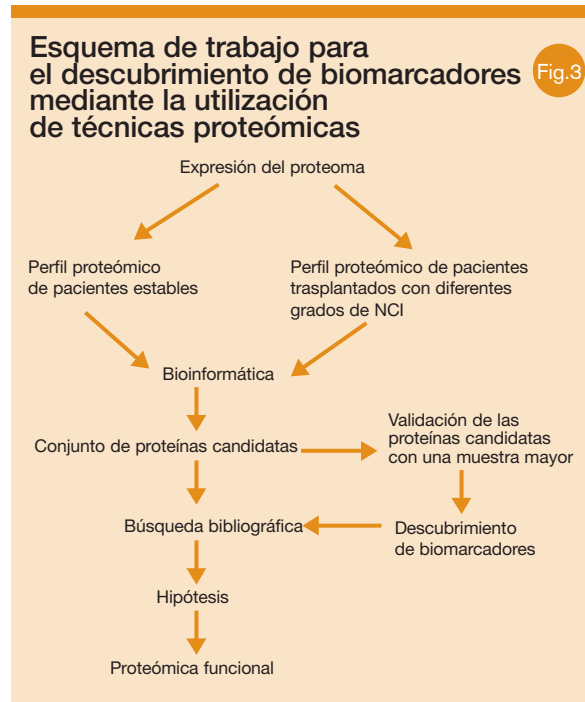 Esquema de trabajo para
el descubrimiento de biomarcadores
mediante la utilización
de técnicas proteómicas
Fig.3
Expresión del proteoma
Perfil proteómico
de pacientes estables
Perfil proteómico de pacientes
trasplantados con diferentes
grados de NCI
Bioinformática
Conjunto de proteínas candidatas
Validación de las
proteínas candidatas
con una muestra mayor
Búsqueda bibliográfica
Descubrimiento
de biomarcadores
Hipótesis
Proteómica funcional